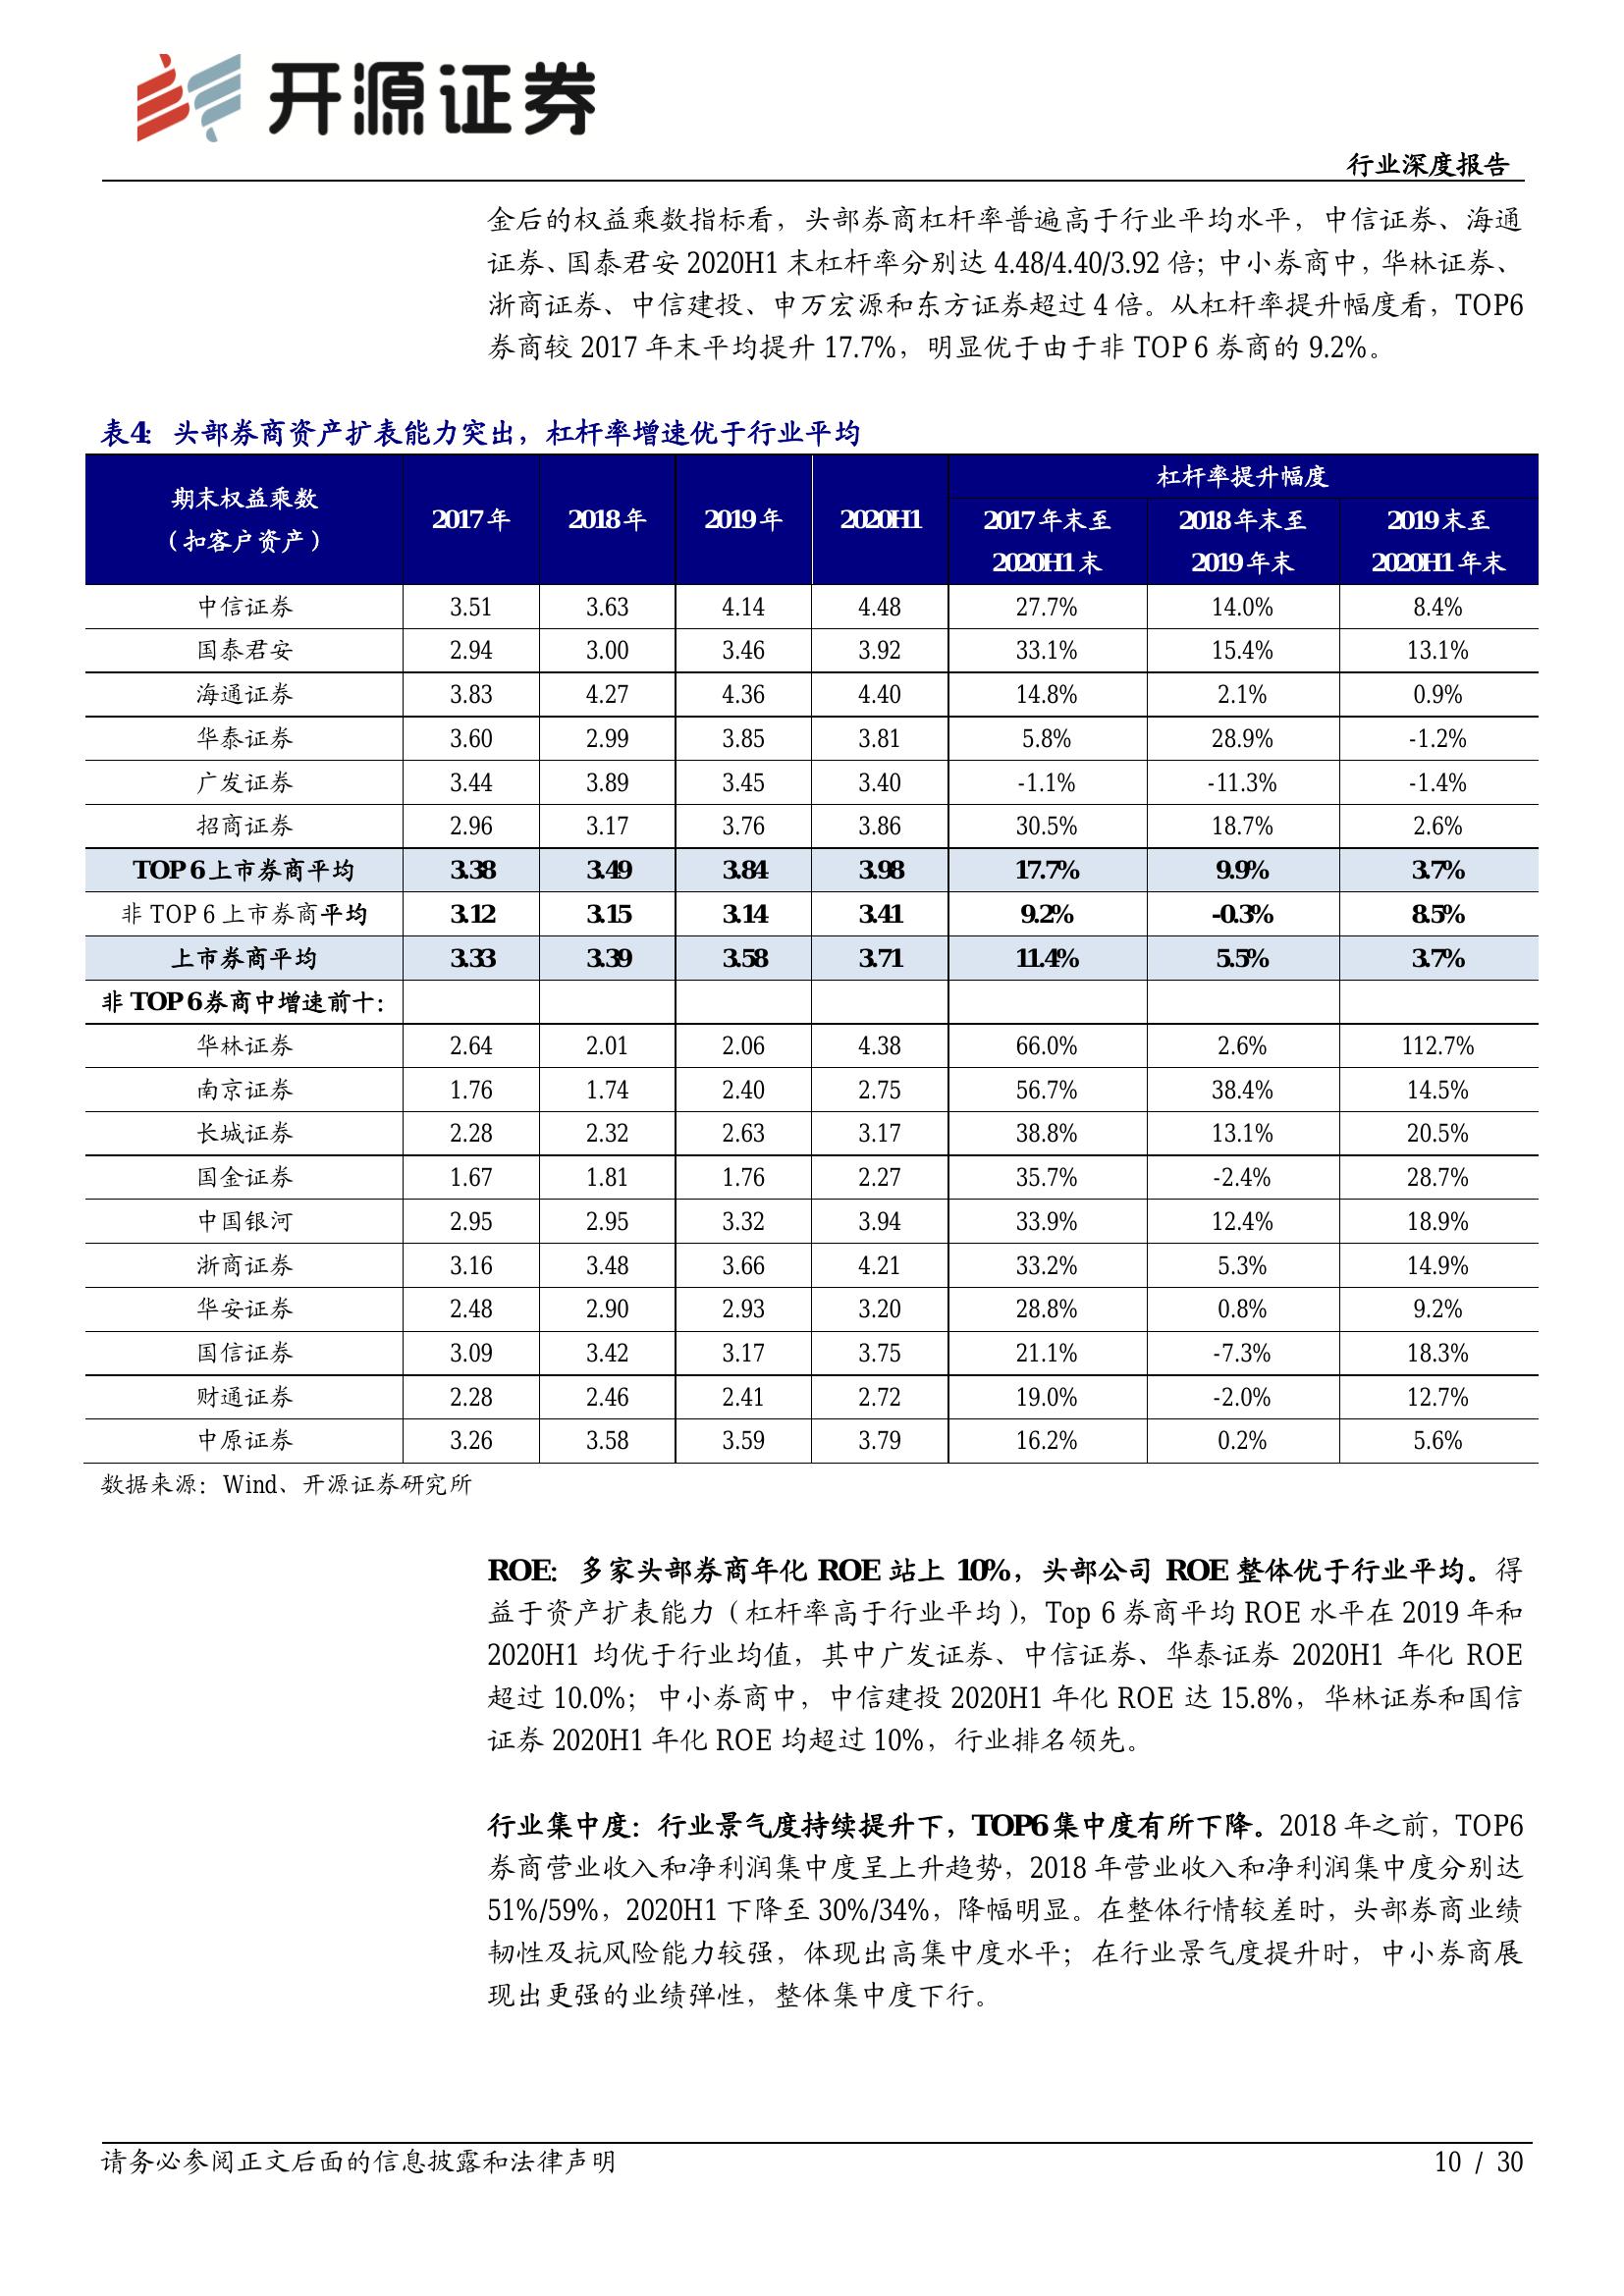 开源证券
行业深度报告
金后的权益乘数指标看，头部券商杠杆率普遍高于行业平均水平，中信证券、海通
证券、国泰君安 2020H1 末杠杆率分别达 4.48/4.40/3.92 倍；中小券商中，华林证券、
浙商证券、中信建投、申万宏源和东方证券超过 4 倍。从杠杆率提升幅度看，TOP6
券商较 2017 年末平均提升 17.7%，明显优于由于非 TOP 6 券商的 9.2%。
表4：头部券商资产扩表能力突出，杠杆率增速优于行业平均
期末权益乘数（扣客户资产） 2017 年 2018 年 2019 年 2020H1 杠杆率提升幅度
2017 年末至 2020H1 末 2018 年末至 2019 年末 2019 末至 2020H1 年末
中信证券 3.51 3.63 4.14 4.48 27.7% 14.0% 8.4%
国泰君安 2.94 3.00 3.46 3.92 33.1% 15.4% 13.1%
海通证券 3.83 4.27 4.36 4.40 14.8% 2.1% 0.9%
华泰证券 3.60 2.99 3.85 3.81 5.8% 28.9% -1.2%
广发证券 3.44 3.89 3.45 3.40 -1.1% -11.3% -1.4%
招商证券 2.96 3.17 3.76 3.86 30.5% 18.7% 2.6%
TOP 6 上市券商平均 3.38 3.49 3.84 3.98 17.7% 9.9% 3.7%
非 TOP 6 上市券商平均 3.12 3.15 3.14 3.41 9.2% -0.3% 8.5%
上市券商平均 3.33 3.39 3.58 3.71 11.4% 5.5% 3.7%
非 TOP 6 券商中增速前十：
华林证券 2.64 2.01 2.06 4.38 66.0% 2.6% 112.7%
南京证券 1.76 1.74 2.40 2.75 56.7% 38.4% 14.5%
长城证券 2.28 2.32 2.63 3.17 38.8% 13.1% 20.5%
国金证券 1.67 1.81 1.76 2.27 35.7% -2.4% 28.7%
中国银河 2.95 2.95 3.32 3.94 33.9% 12.4% 18.9%
浙商证券 3.16 3.48 3.66 4.21 33.2% 5.3% 14.9%
华安证券 2.48 2.90 2.93 3.20 28.8% 0.8% 9.2%
国信证券 3.09 3.42 3.17 3.75 21.1% -7.3% 18.3%
财通证券 2.28 2.46 2.41 2.72 19.0% -2.0% 12.7%
中原证券 3.26 3.58 3.59 3.79 16.2% 0.2% 5.6%
数据来源：Wind、开源证券研究所
ROE：多家头部券商年化 ROE 站上 10%，头部公司 ROE 整体优于行业平均。得
益于资产扩表能力（杠杆率高于行业平均），Top 6 券商平均 ROE 水平在 2019 年和
2020H1 均优于行业均值，其中广发证券、中信证券、华泰证券 2020H1 年化 ROE
超过 10.0%；中小券商中，中信建投 2020H1 年化 ROE 达 15.8%，华林证券和国信
证券 2020H1 年化 ROE 均超过 10%，行业排名领先。
行业集中度：行业景气度持续提升下，TOP6 集中度有所下降。2018 年之前，TOP6
券商营业收入和净利润集中度呈上升趋势，2018 年营业收入和净利润集中度分别达
51%/59%，2020H1 下降至 30%/34%，降幅明显。在整体行情较差时，头部券商业绩
韧性及抗风险能力较强，体现出高集中度水平；在行业景气度提升时，中小券商展
现出更强的业绩弹性，整体集中度下行。
请务必参阅正文后面的信息披露和法律声明
10 / 30